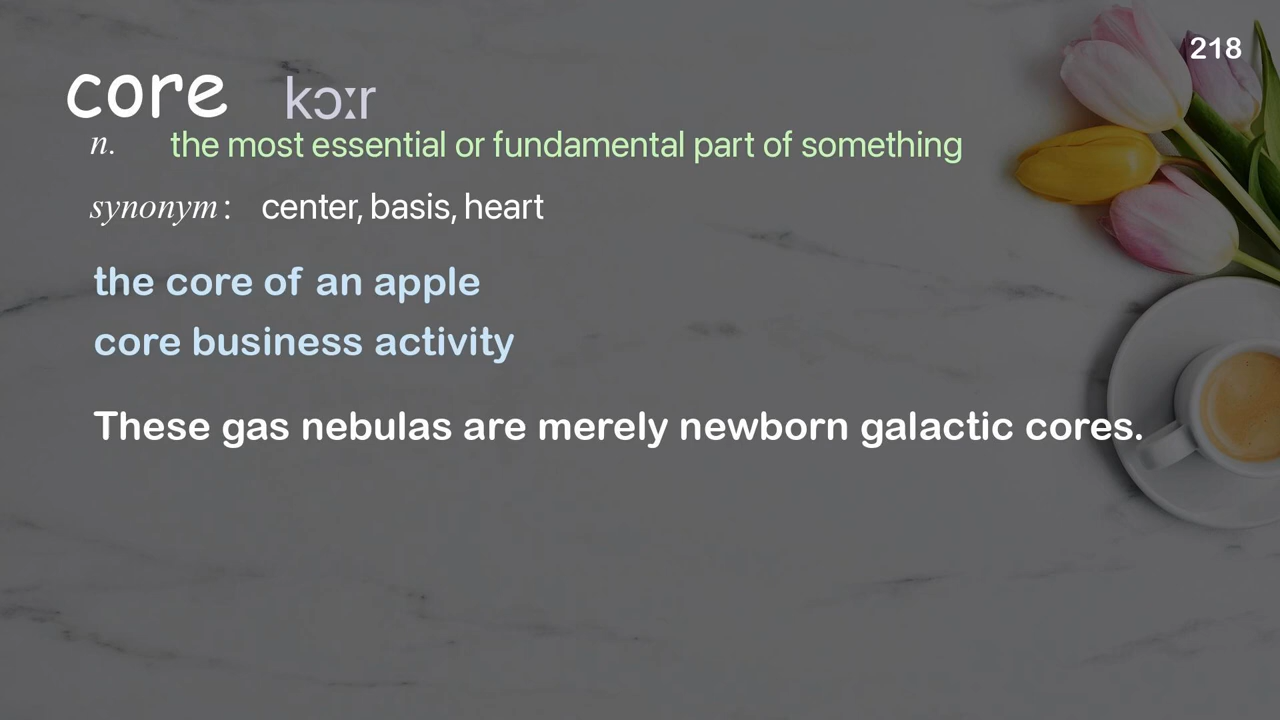 218
core kɔːr
n. the most essential or fundamental part of something
synonym: center, basis, heart
the core of an apple
core business activity
These gas nebulas are merely newborn galactic cores.